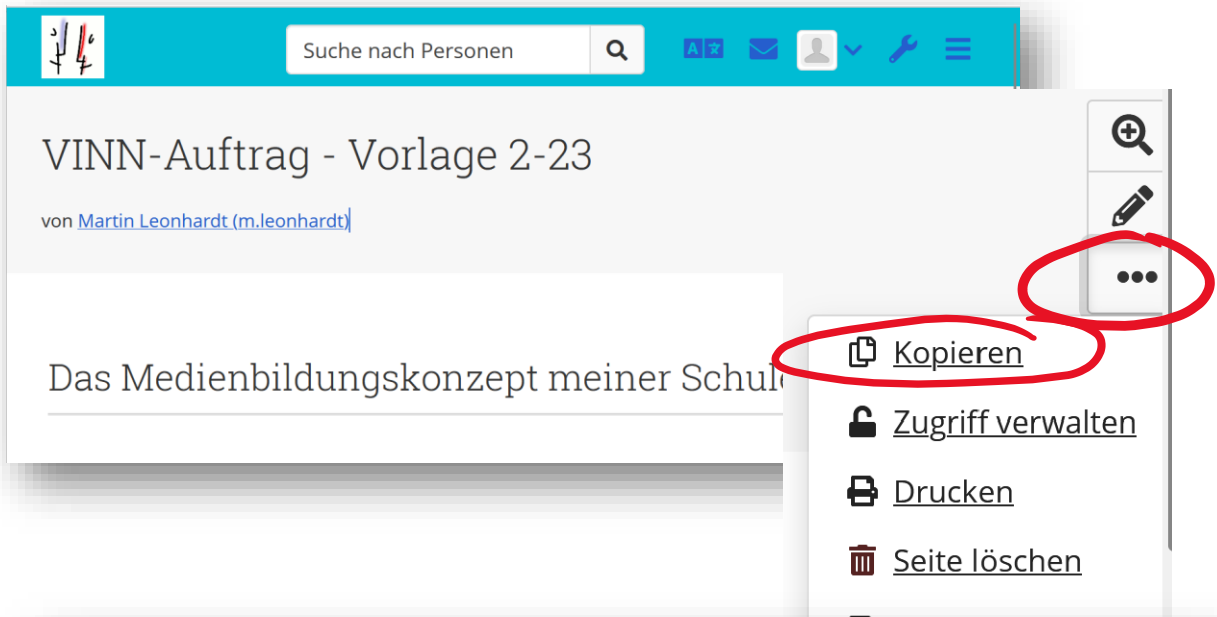 Suche nach Personen
VINN-Auftrag - Vorlage 2-23
von Martin Leonhardt (m.leonhardt)
Das Medienbildungskonzept meiner Schule
Kopieren
Zugriff verwalten
Drucken
Seite löschen